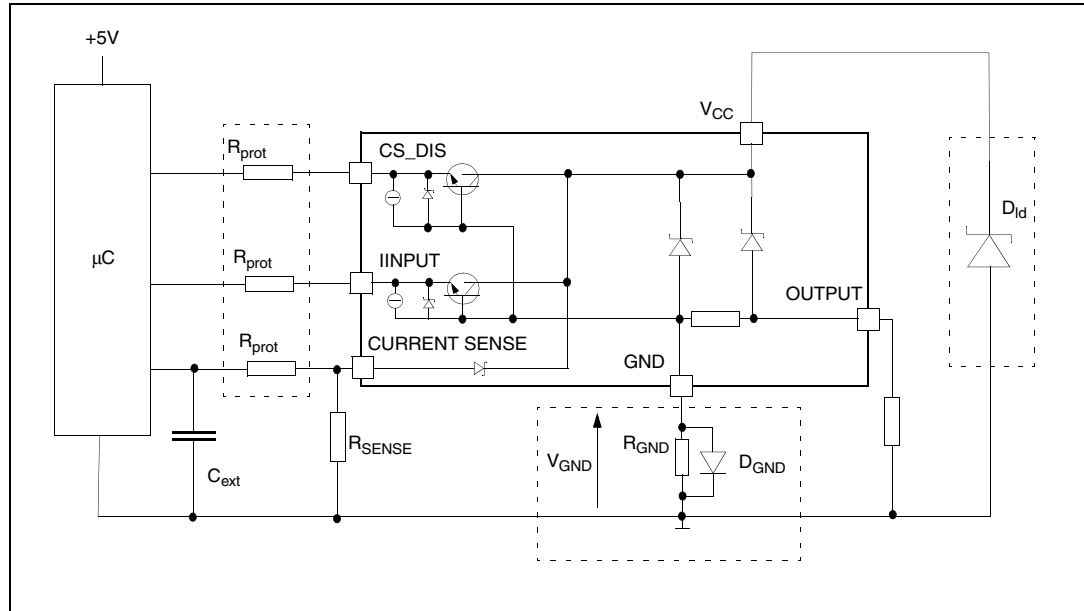 +5V
V_CC
R_prot
CS_DIS
D_ld
µC
R_prot
IINPUT
OUTPUT
R_prot
CURRENT SENSE
GND
R_SENSE
V_GND
R_GND
D_GND
C_ext